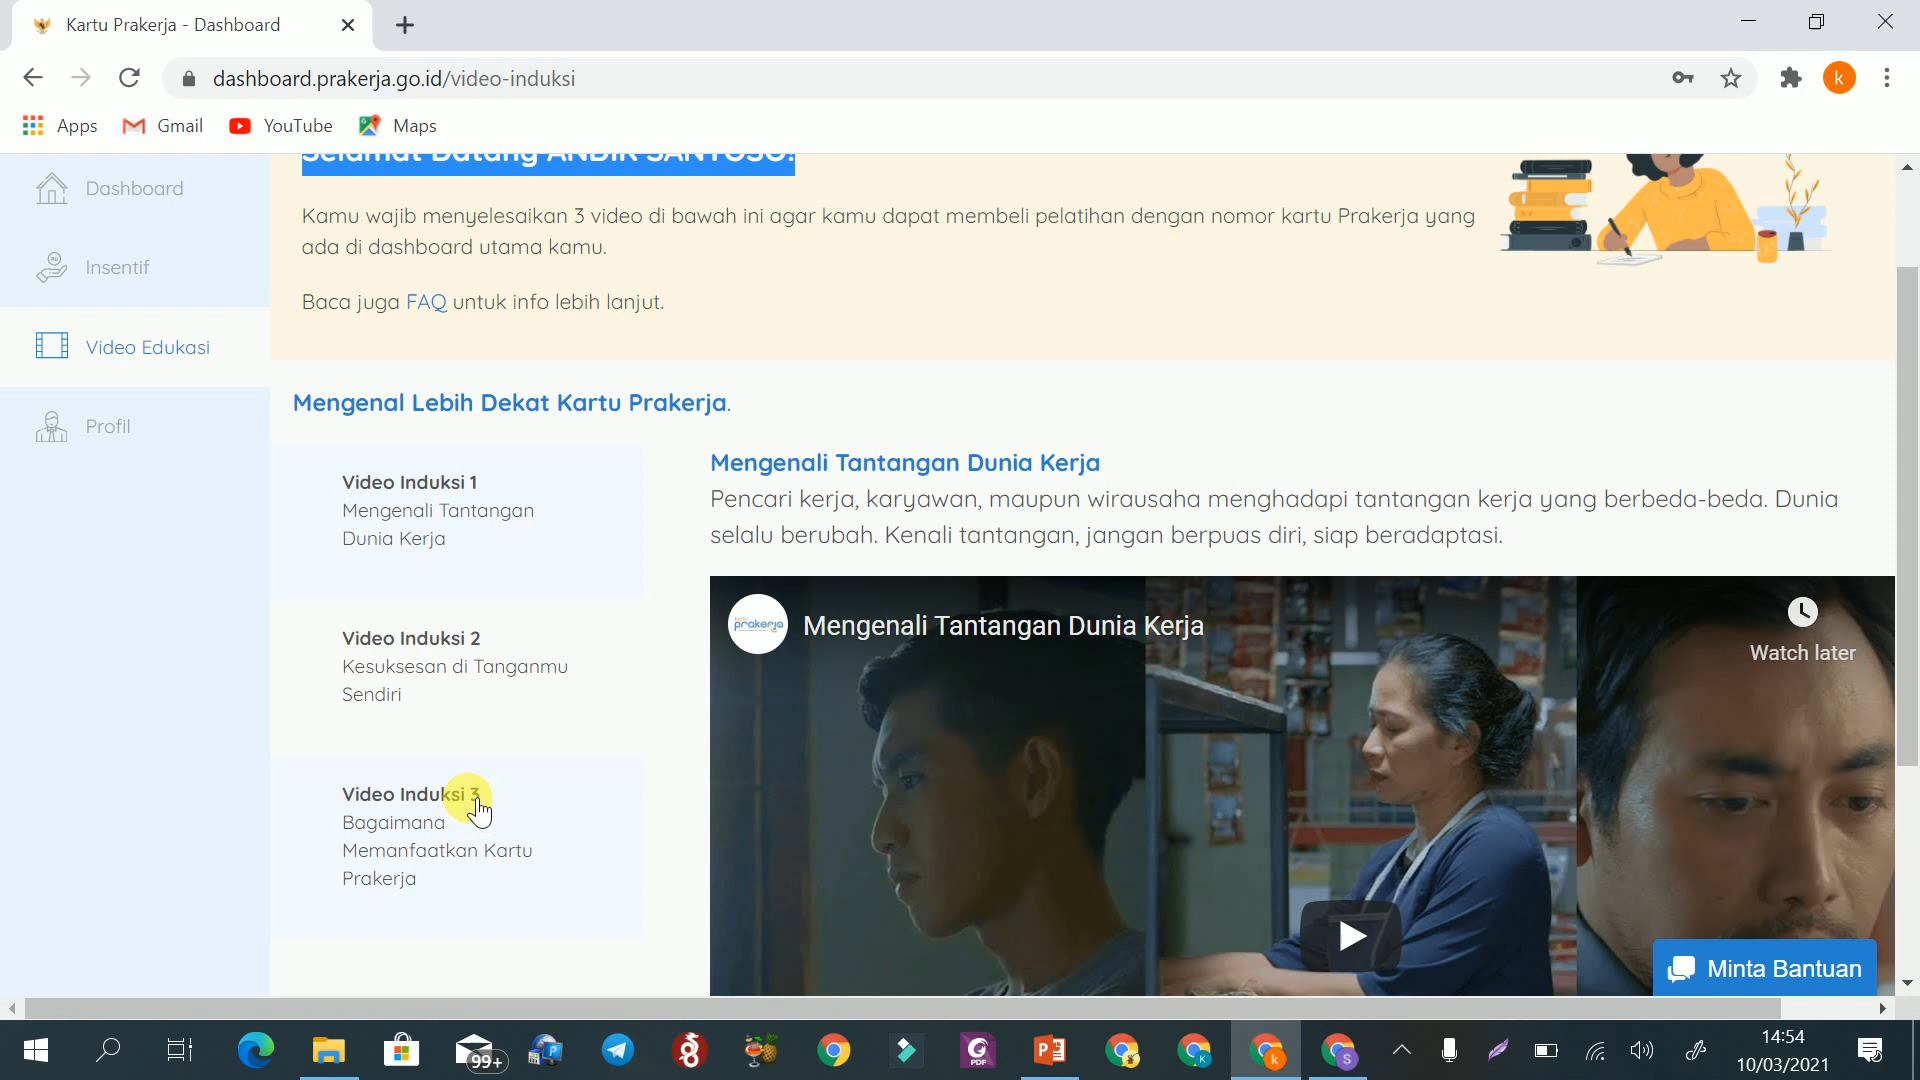 Kartu Prakerja - Dashboard
dashboard.prakerja.go.id/video-induksi
k
Apps
Gmail
YouTube
Maps
Selamat Datang ANDIK SANTOSO!
Dashboard
Kamu wajib menyelesaikan 3 video di bawah ini agar kamu dapat membeli pelatihan dengan nomor kartu Prakerja yang
ada di dashboard utama kamu.
Insentif
Baca juga FAQ untuk info lebih lanjut.
Video Edukasi
Profil
Mengenal Lebih Dekat Kartu Prakerja.
Video Induksi 1
Mengenali Tantangan
Dunia Kerja
Video Induksi 2
Kesuksesan di Tanganmu
Sendiri
Video Induksi 3
Bagaimana
Memanfaatkan Kartu
Prakerja
Mengenali Tantangan Dunia Kerja
Pencari kerja, karyawan, maupun wirausaha menghadapi tantangan kerja yang berbeda-beda. Dunia
selalu berubah. Kenali tantangan, jangan berpuas diri, siap beradaptasi.
prakerja
Mengenali Tantangan Dunia Kerja
Watch later
Minta Bantuan
99+
P
PDF
P
K
k
S
14:54
10/03/2021